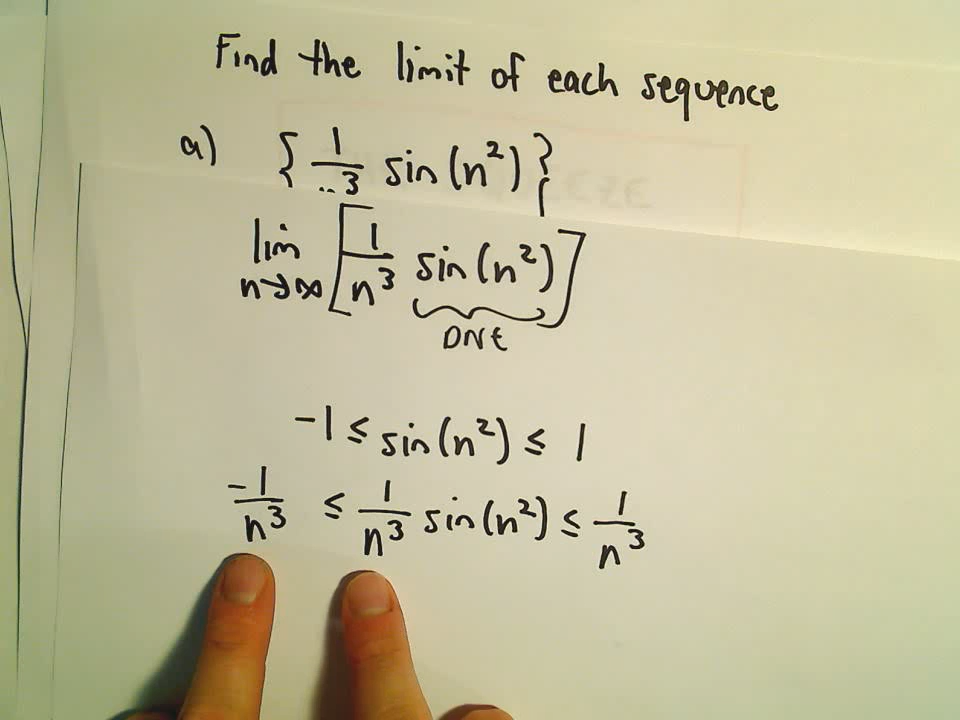 Find the limit of each sequence
a) { 1/n³ sin(n²) }
lim n→∞ [ 1/n³ sin(n²) ]
DNE
-1 ≤ sin(n²) ≤ 1
-1/n³ ≤ 1/n³ sin(n²) ≤ 1/n³